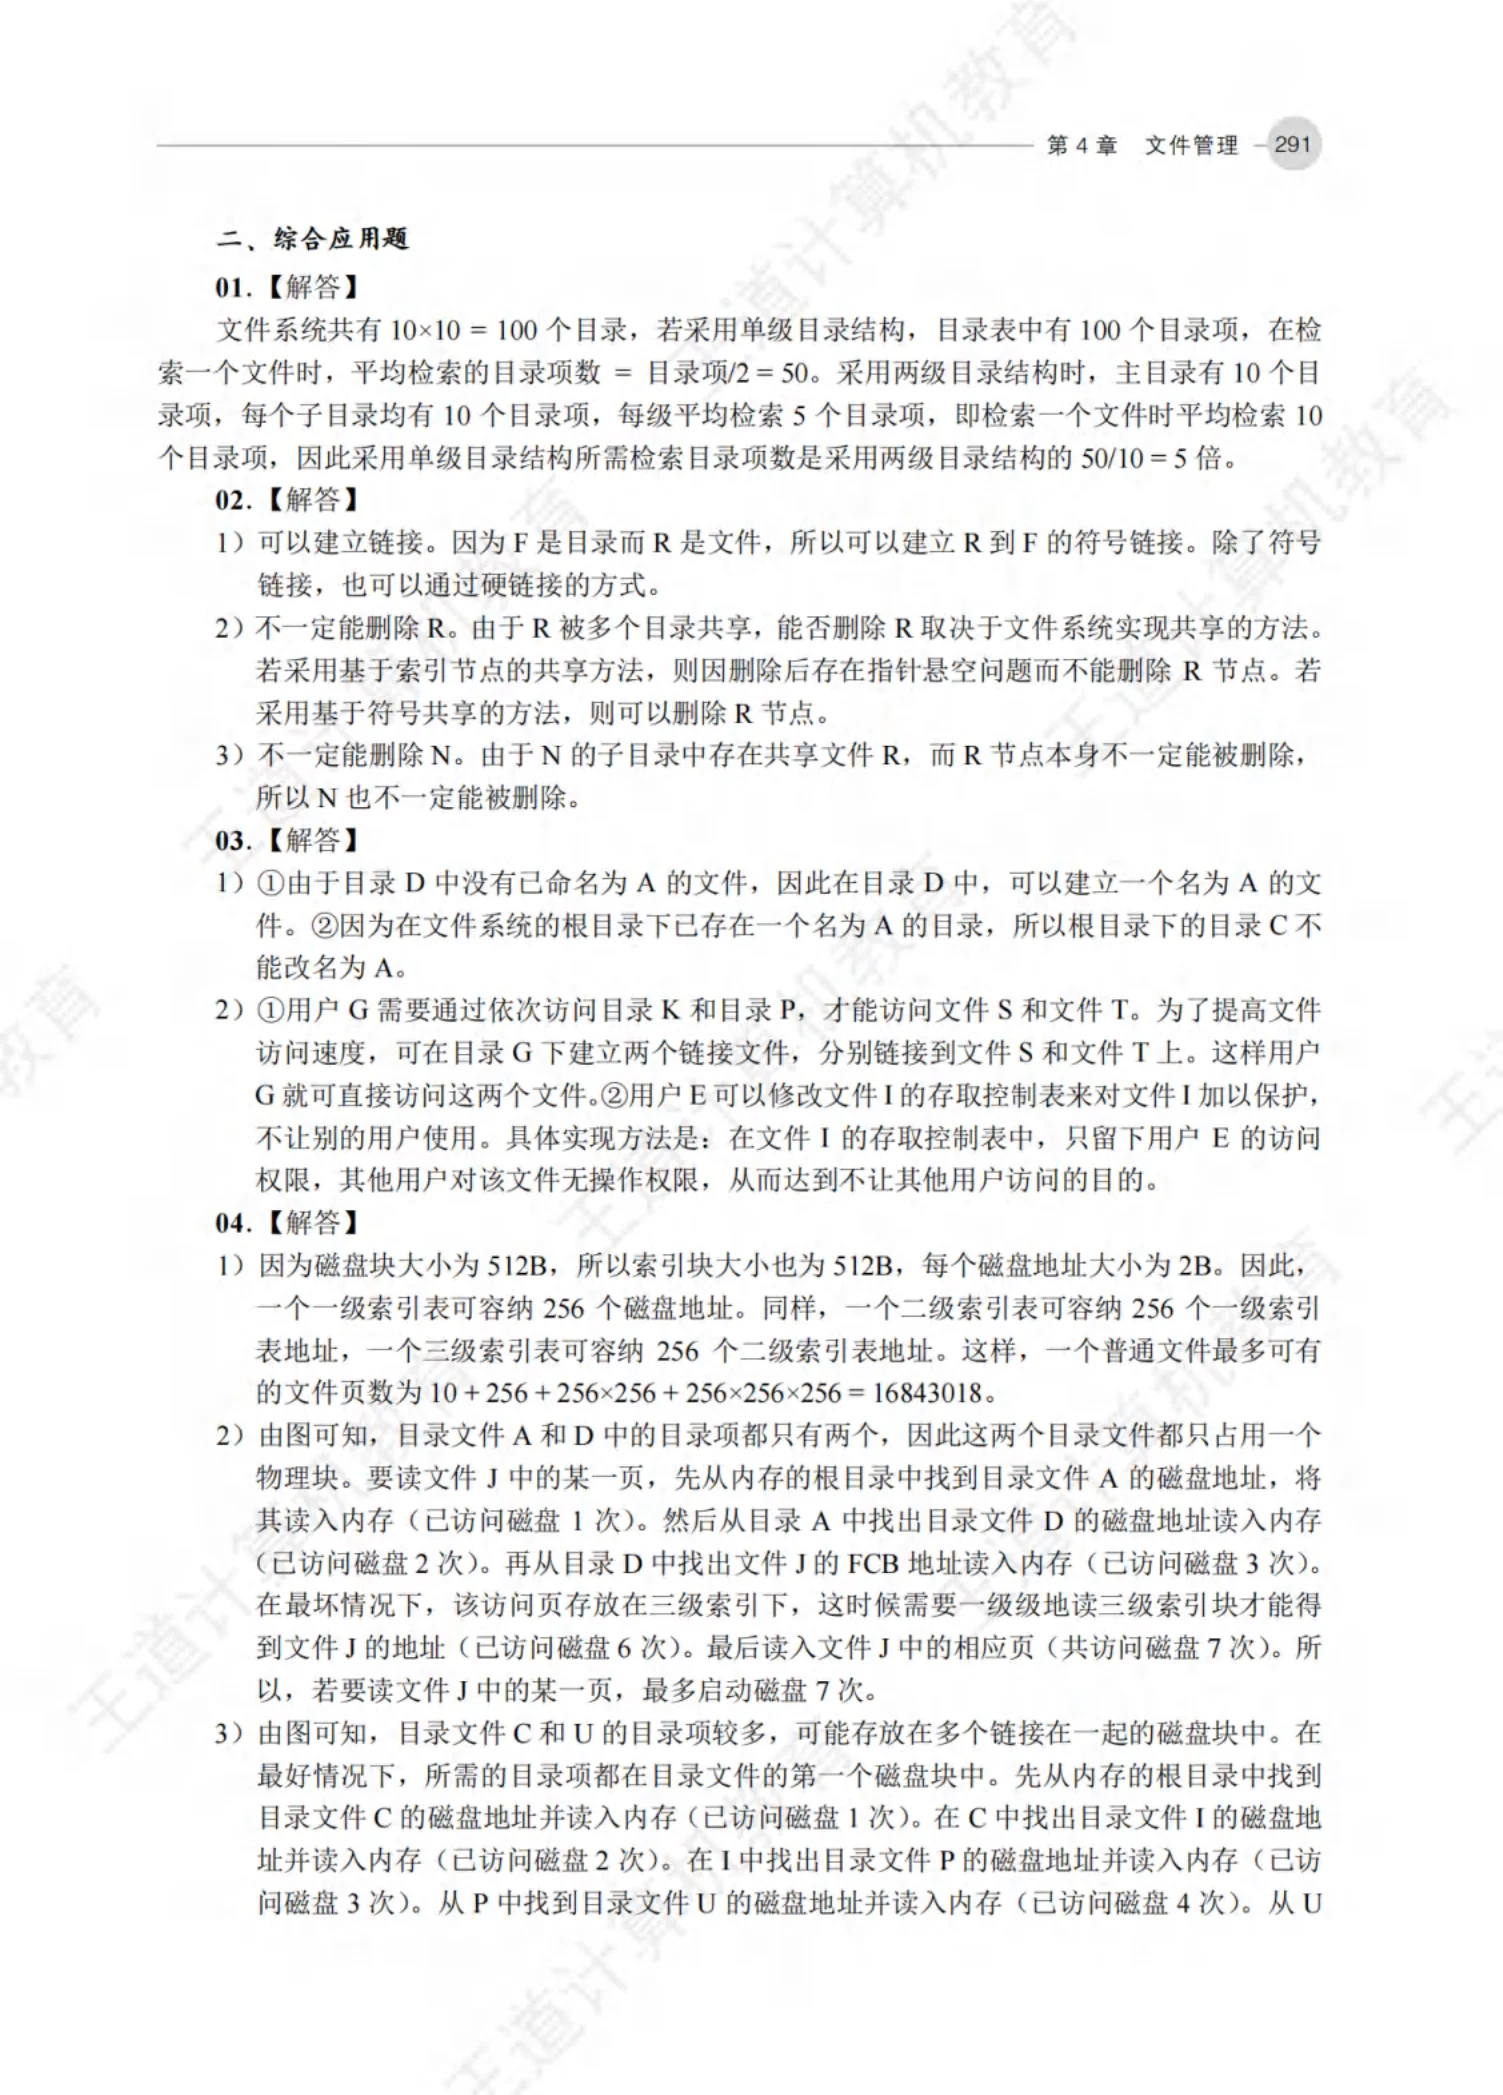 第 4 章 文件管理 291
二、综合应用题
01.【解答】
文件系统共有 10×10 = 100 个目录，若采用单级目录结构，目录表中有 100 个目录项，在检
索一个文件时，平均检索的目录项数 = 目录项/2 = 50。采用两级目录结构时，主目录有 10 个目
录项，每个子目录均有 10 个目录项，每级平均检索 5 个目录项，即检索一个文件时平均检索 10
个目录项，因此采用单级目录结构所需检索目录项数是采用两级目录结构的 50/10 = 5 倍。
02.【解答】
1）可以建立链接。因为 F 是目录而 R 是文件，所以可以建立 R 到 F 的符号链接。除了符号
链接，也可以通过硬链接的方式。
2）不一定能删除 R。由于 R 被多个目录共享，能否删除 R 取决于文件系统实现共享的方法。
若采用基于索引节点的共享方法，则因删除后存在指针悬空问题而不能删除 R 节点。若
采用基于符号共享的方法，则可以删除 R 节点。
3）不一定能删除 N。由于 N 的子目录中存在共享文件 R，而 R 节点本身不一定能被删除，
所以 N 也不一定能被删除。
03.【解答】
1）①由于目录 D 中没有已命名为 A 的文件，因此在目录 D 中，可以建立一个名为 A 的文
件。②因为在文件系统的根目录下已存在一个名为 A 的目录，所以根目录下的目录 C 不
能改名为 A。
2）①用户 G 需要通过依次访问目录 K 和目录 P，才能访问文件 S 和文件 T。为了提高文件
访问速度，可在目录 G 下建立两个链接文件，分别链接到文件 S 和文件 T 上。这样用户
G 就可直接访问这两个文件。②用户 E 可以修改文件 I 的存取控制表来对文件 I 加以保护，
不让别的用户使用。具体实现方法是：在文件 I 的存取控制表中，只留下用户 E 的访问
权限，其他用户对该文件无操作权限，从而达到不让其他用户访问的目的。
04.【解答】
1）因为磁盘块大小为 512B，所以索引块大小也为 512B，每个磁盘地址大小为 2B。因此，
一个一级索引表可容纳 256 个磁盘地址。同样，一个二级索引表可容纳 256 个一级索引
表地址，一个三级索引表可容纳 256 个二级索引表地址。这样，一个普通文件最多可有
的文件页数为 10 + 256 + 256×256 + 256×256×256 = 16843018。
2）由图可知，目录文件 A 和 D 中的目录项都只有两个，因此这两个目录文件都只占用一个
物理块。要读文件 J 中的某一页，先从内存的根目录中找到目录文件 A 的磁盘地址，将
其读入内存（已访问磁盘 1 次）。然后从目录 A 中找出目录文件 D 的磁盘地址读入内存
（已访问磁盘 2 次）。再从目录 D 中找出文件 J 的 FCB 地址读入内存（已访问磁盘 3 次）。
在最坏情况下，该访问页存放在三级索引下，这时候需要一级级地读三级索引块才能得
到文件 J 的地址（已访问磁盘 6 次）。最后读入文件 J 中的相应页（共访问磁盘 7 次）。所
以，若要读文件 J 中的某一页，最多启动磁盘 7 次。
3）由图可知，目录文件 C 和 U 的目录项较多，可能存放在多个链接在一起的磁盘块中。在
最好情况下，所需的目录项都在目录文件的第一个磁盘块中。先从内存的根目录中找到
目录文件 C 的磁盘地址并读入内存（已访问磁盘 1 次）。在 C 中找出目录文件 I 的磁盘地
址并读入内存（已访问磁盘 2 次）。在 I 中找出目录文件 P 的磁盘地址并读入内存（已访
问磁盘 3 次）。从 P 中找到目录文件 U 的磁盘地址并读入内存（已访问磁盘 4 次）。从 U
王道计算机教育
王道计算机教育
王道计算机教育
王道计算机教育
教育
王
王道计算机教育
王道计算机教育
王道计算机教育